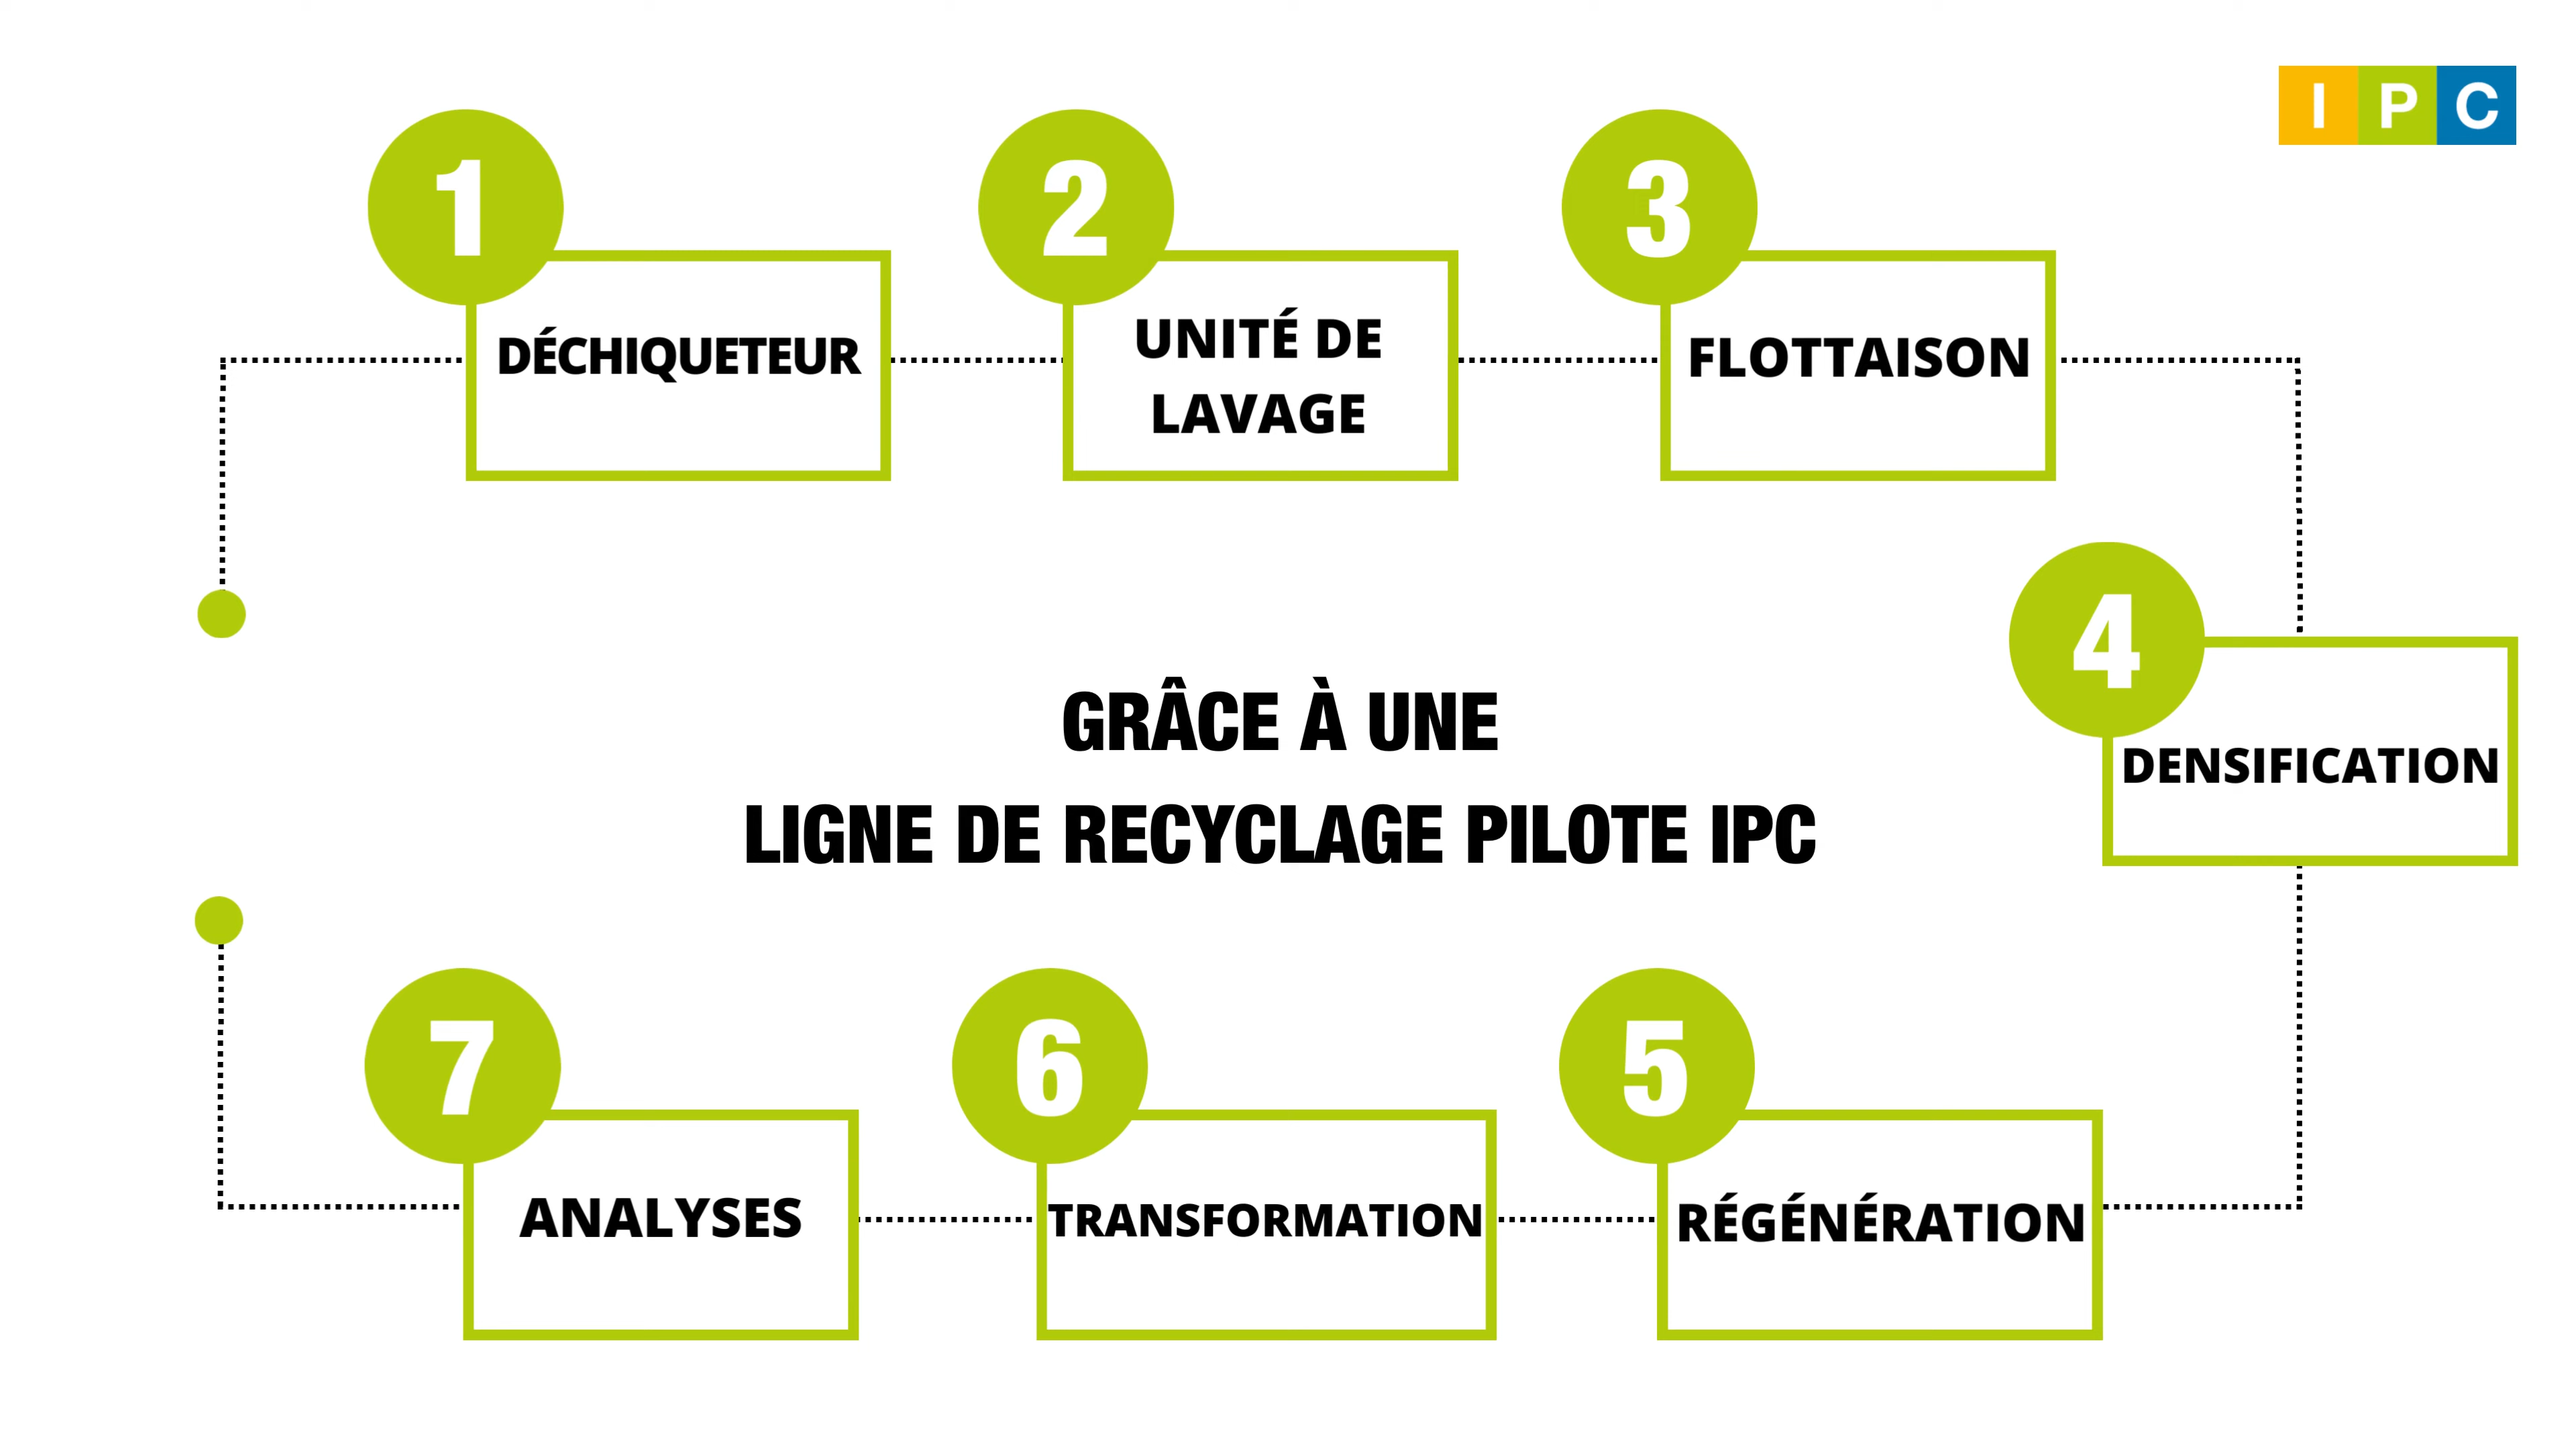 I P C
1
DÉCHIQUETEUR
2
UNITÉ DE
LAVAGE
3
FLOTTAISON
4
DENSIFICATION
GRÂCE À UNE
LIGNE DE RECYCLAGE PILOTE IPC
5
RÉGÉNÉRATION
6
TRANSFORMATION
7
ANALYSES